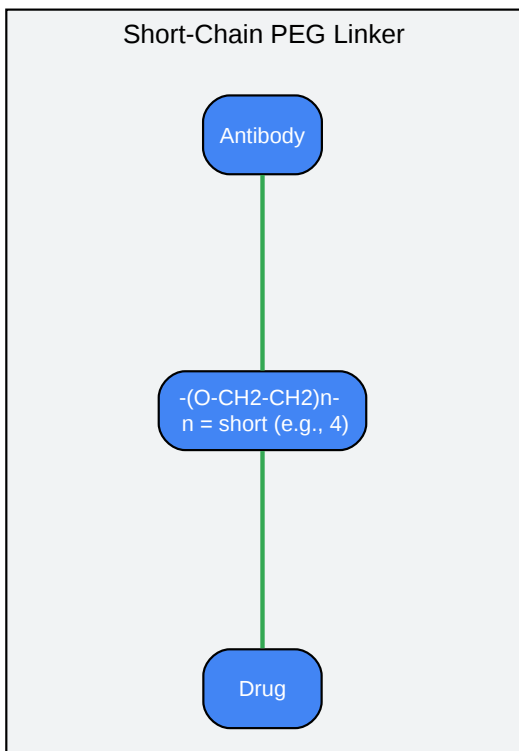 Short-Chain PEG Linker
Antibody
-(O-CH2-CH2)n-
n = short (e.g., 4)
Drug